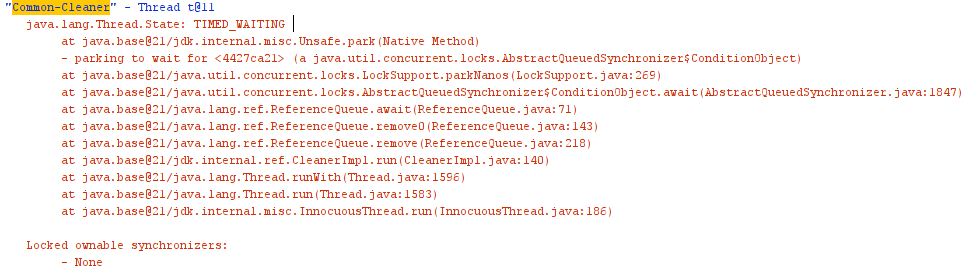 "Common-Cleaner" - Thread t@11
java.lang.Thread.State: TIMED_WAITING
at java.base@21/jdk.internal.misc.Unsafe.park(Native Method)
- parking to wait for <4427ca21> (a java.util.concurrent.locks.AbstractQueuedSynchronizer$ConditionObject)
at java.base@21/java.util.concurrent.locks.LockSupport.parkNanos(LockSupport.java:269)
at java.base@21/java.util.concurrent.locks.AbstractQueuedSynchronizer$ConditionObject.await(AbstractQueuedSynchronizer.java:1847)
at java.base@21/java.lang.ref.ReferenceQueue.await(ReferenceQueue.java:71)
at java.base@21/java.lang.ref.ReferenceQueue.remove0(ReferenceQueue.java:143)
at java.base@21/java.lang.ref.ReferenceQueue.remove(ReferenceQueue.java:218)
at java.base@21/jdk.internal.ref.CleanerImpl.run(CleanerImpl.java:140)
at java.base@21/java.lang.Thread.runWith(Thread.java:1596)
at java.base@21/java.lang.Thread.run(Thread.java:1583)
at java.base@21/jdk.internal.misc.InnocuousThread.run(InnocuousThread.java:186)
Locked ownable synchronizers:
- None